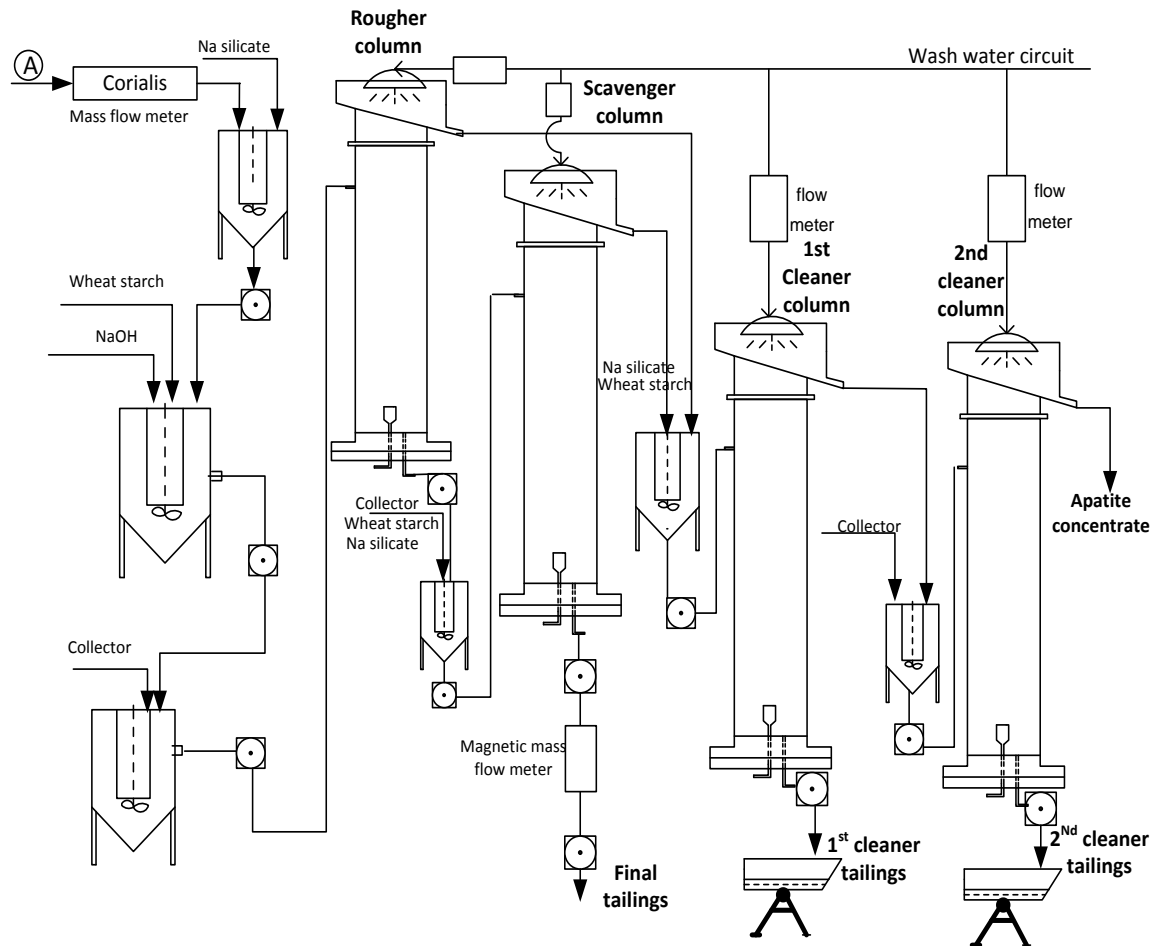 Rougher
column
Na silicate
A
Corialis
Mass flow meter
Wash water circuit
Scavenger
column
flow
meter
flow
meter
1st
Cleaner
column
2nd
cleaner
column
Wheat starch
NaOH
Na silicate
Wheat starch
Collector
Wheat starch
Na silicate
Collector
Apatite
concentrate
Collector
Magnetic mass
flow meter
Final
tailings
1st cleaner
tailings
2Nd cleaner
tailings